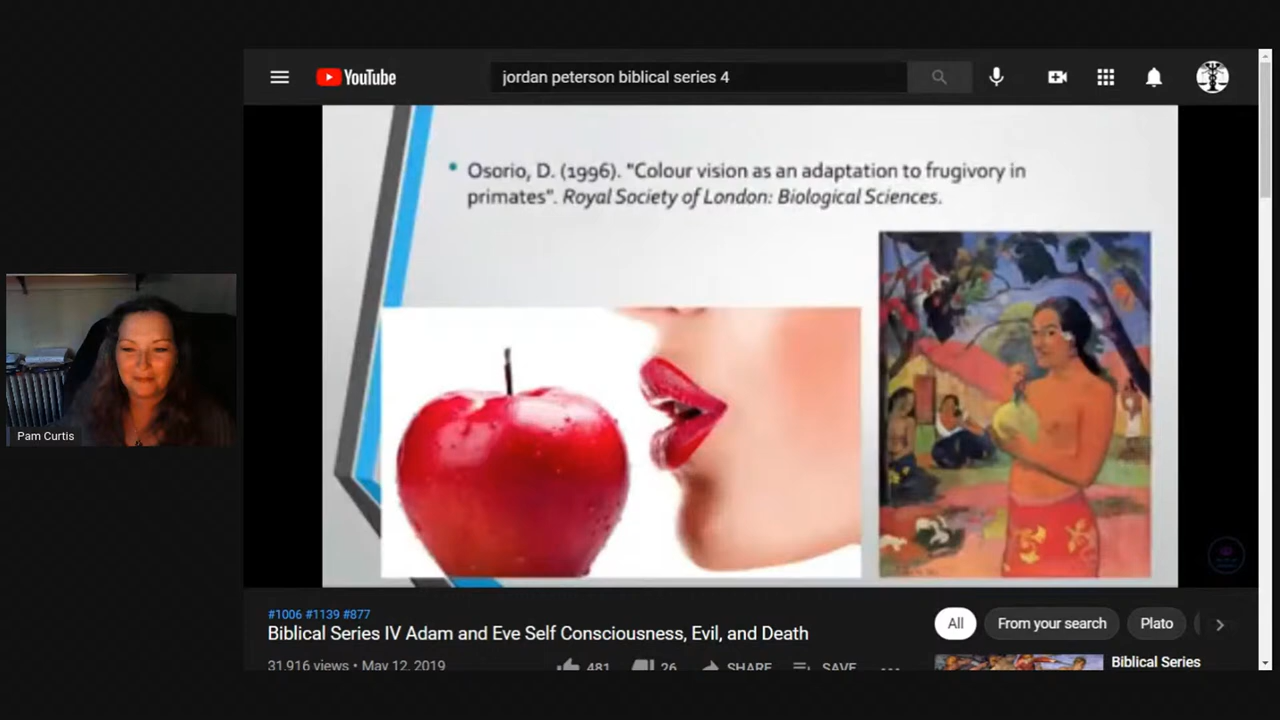 YouTube
jordan peterson biblical series 4
• Osorio, D. (1996). "Colour vision as an adaptation to frugivory in
primates". Royal Society of London: Biological Sciences.
Pam Curtis
#1006 #1139 #877
Biblical Series IV Adam and Eve Self Consciousness, Evil, and Death
31,916 views • May 12, 2019
481
26
SHARE
SAVE
All
From your search
Plato
Biblical Series